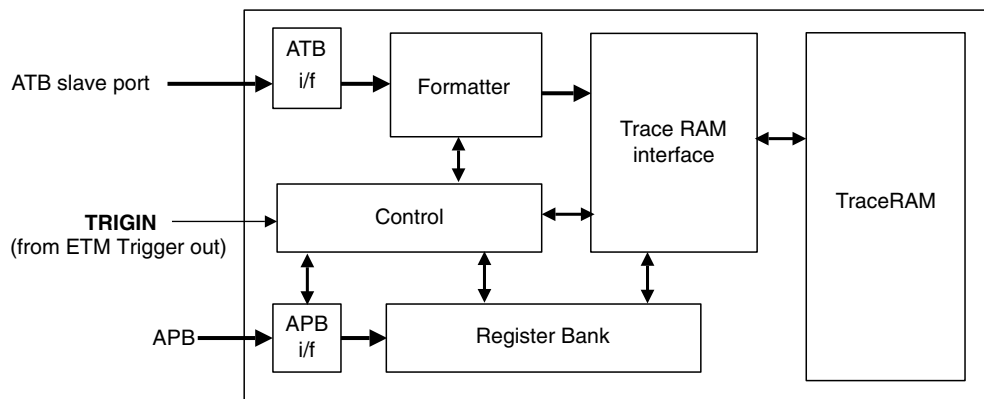 ATB
i/f
ATB slave port
Formatter
Trace RAM
interface
TraceRAM
TRIGIN
(from ETM Trigger out)
Control
APB
APB
i/f
Register Bank